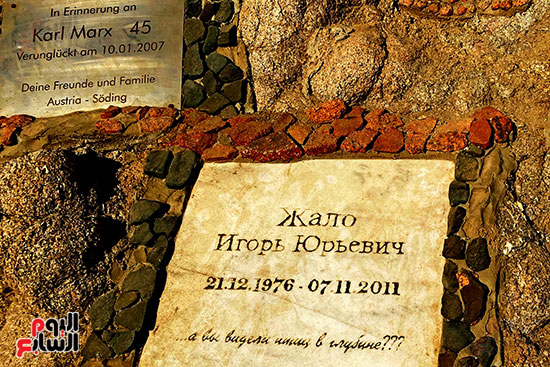 In Erinnerung an
Karl Marx 45
Verunglückt am 10.01.2007
Deine Freunde und Familie
Austria - Söding
Жало
Игорь Юрьевич
21.12.1976 - 07.11.2011
...а вы видели птиц в глубине???
اليوم
السابع